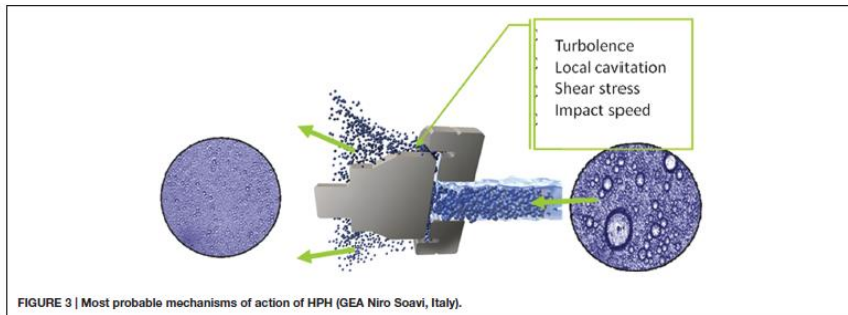 Turbolence
Local cavitation
Shear stress
Impact speed
FIGURE 3 | Most probable mechanisms of action of HPH (GEA Niro Soavi, Italy).